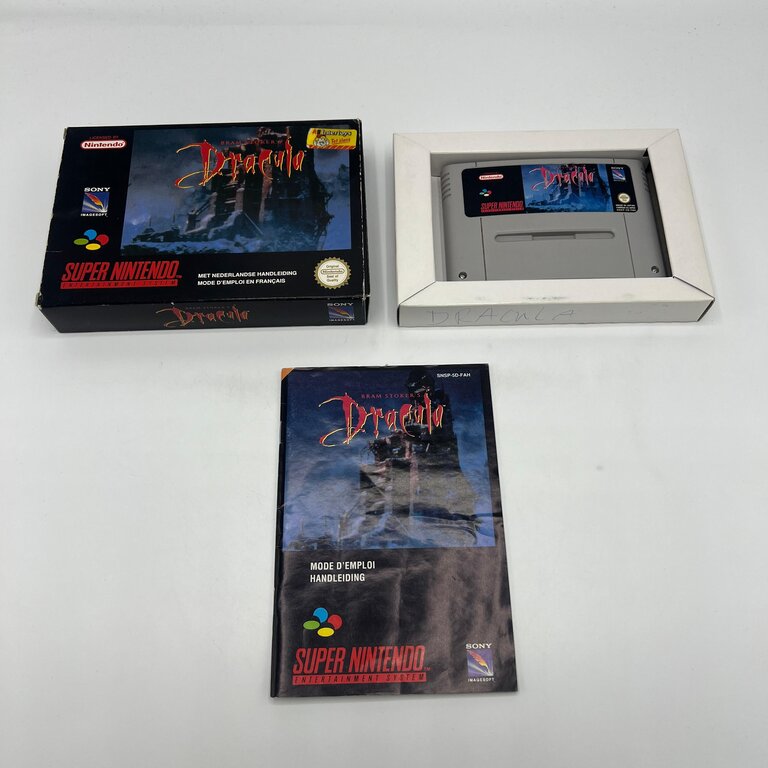 LICENSED BY
Nintendo
SONY
IMAGESOFT
BRAM STOKER'S
Dracula
SUPER NINTENDO
ENTERTAINMENT SYSTEM
MET NEDERLANDSE HANDLEIDING
MODE D'EMPLOI EN FRANÇAIS
Original
Nintendo
Seal of
Quality
Dracula
SONY
IMAGESOFT
Nintendo
Dracula
SONY
SUPER NINTENDO
DRACULA
SNSP-5D-FAH
BRAM STOKER'S
Dracula
MODE D'EMPLOI
HANDLEIDING
SUPER NINTENDO
ENTERTAINMENT SYSTEM
SONY
IMAGESOFT